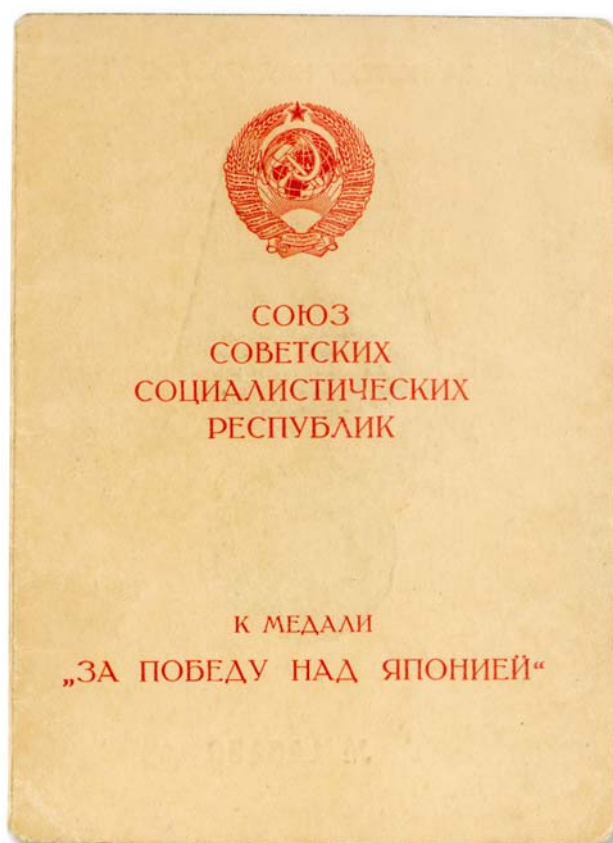 СОЮЗ
СОВЕТСКИХ
СОЦИАЛИСТИЧЕСКИХ
РЕСПУБЛИК
К МЕДАЛИ
„ЗА ПОБЕДУ НАД ЯПОНИЕЙ“